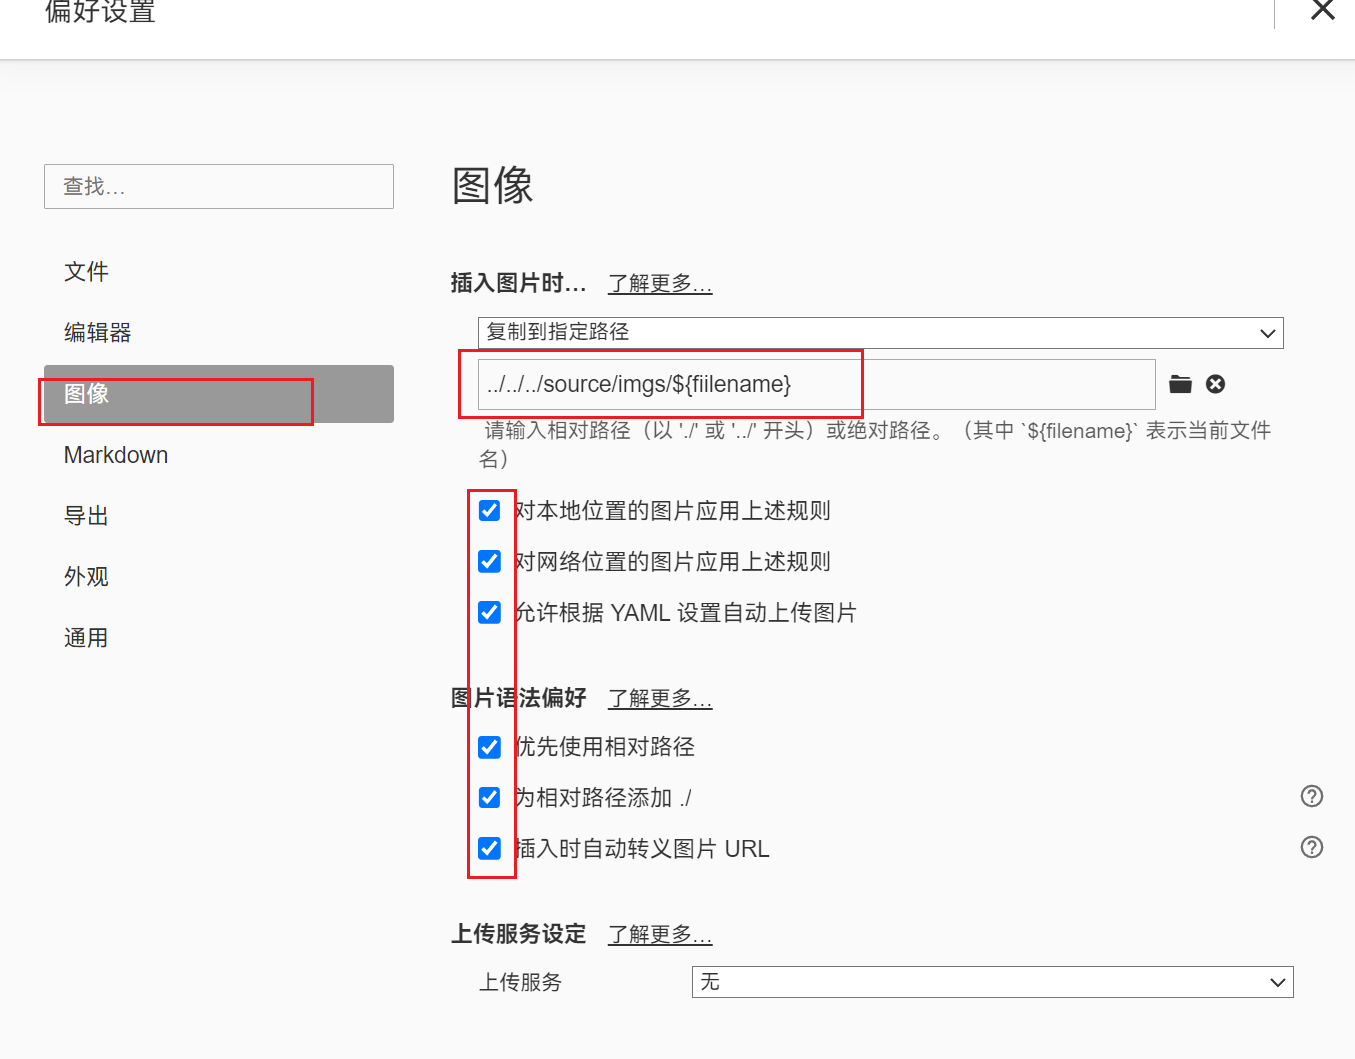 偏好设置
查找…
文件
编辑器
图像
Markdown
导出
外观
通用
图像
插入图片时… 了解更多…
复制到指定路径
../../../source/imgs/${fiilename}
请输入相对路径（以 './' 或 '../' 开头）或绝对路径。（其中 `${filename}` 表示当前文件
名）
对本地位置的图片应用上述规则
对网络位置的图片应用上述规则
允许根据 YAML 设置自动上传图片
图片语法偏好 了解更多…
优先使用相对路径
为相对路径添加 ./
插入时自动转义图片 URL
上传服务设定 了解更多…
上传服务 无